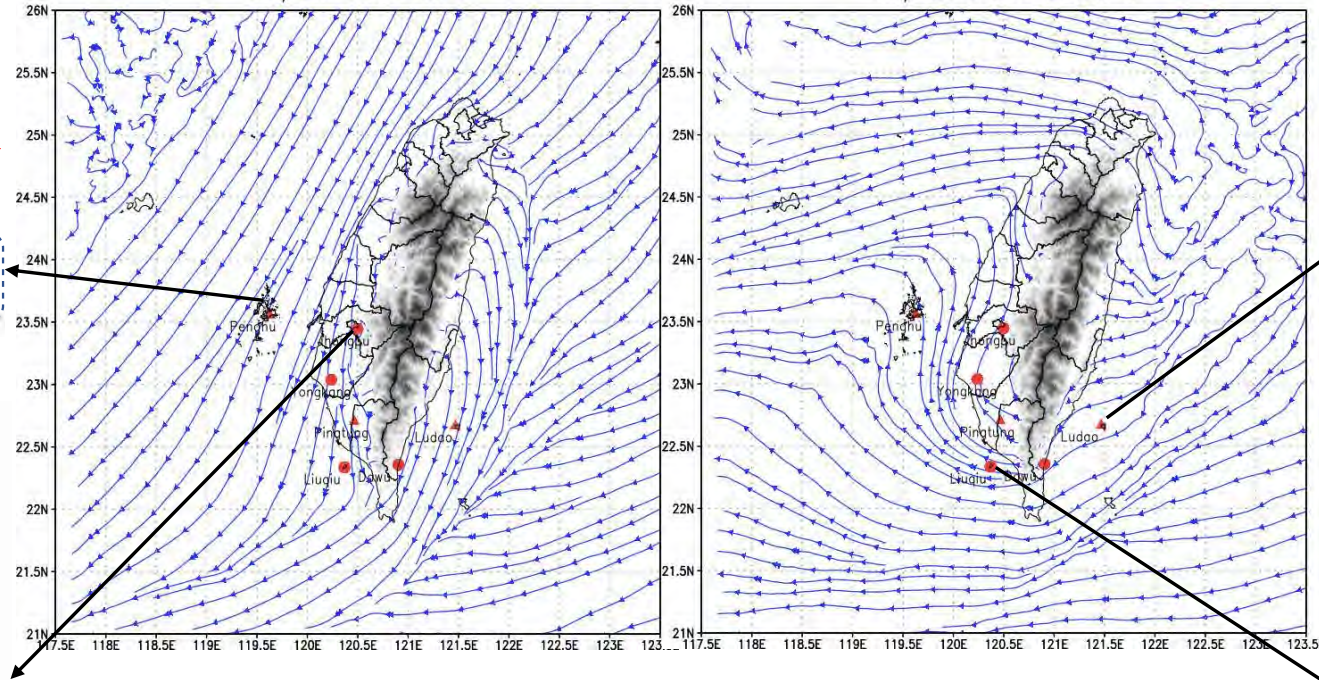 26N
25.5N
25N
24.5N
24N
23.5N
23N
22.5N
22N
21.5N
21N
117.5E 118.5E 119E 119.5E 120E 120.5E 121E 121.5E 122E 122.5E 123E 123.5
Penghu
Yongkang
Pingtung
Ludao
Liuqiu
Dawu
26N
25.5N
25N
24.5N
24N
23.5N
23N
22.5N
22N
21.5N
21N
117.5E 118.5E 119E 119.5E 120E 120.5E 121E 121.5E 122E 122.5E 123E 123.5
Penghu
Yongkang
Pingtung
Ludao
Liuqiu
Dawu